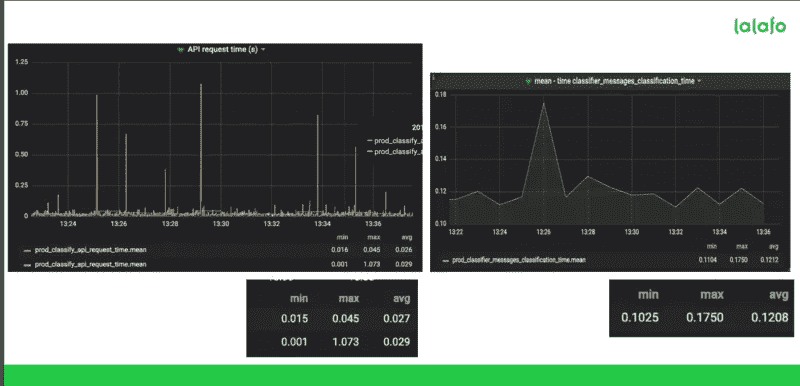 lalafo
API request time (s)
1.25
1.00
0.75
0.50
0.25
0
201
prod_classify_a
prod_classify_a
13:24 13:26 13:28 13:30 13:32 13:34 13:36
min max avg
prod_classify_api_request_time.mean 0.016 0.045 0.026
prod_classify_api_request_time.mean 0.001 1.073 0.029
mean - time classifier_messages_classification_time
0.18
0.16
0.14
0.12
0.10
13:22 13:24 13:26 13:28 13:30 13:32 13:34 13:36
min max avg
prod_classifier_messages_classification_time.mean 0.1104 0.1750 0.1212
min max avg
0.015 0.045 0.027
0.001 1.073 0.029
min max avg
0.1025 0.1750 0.1208